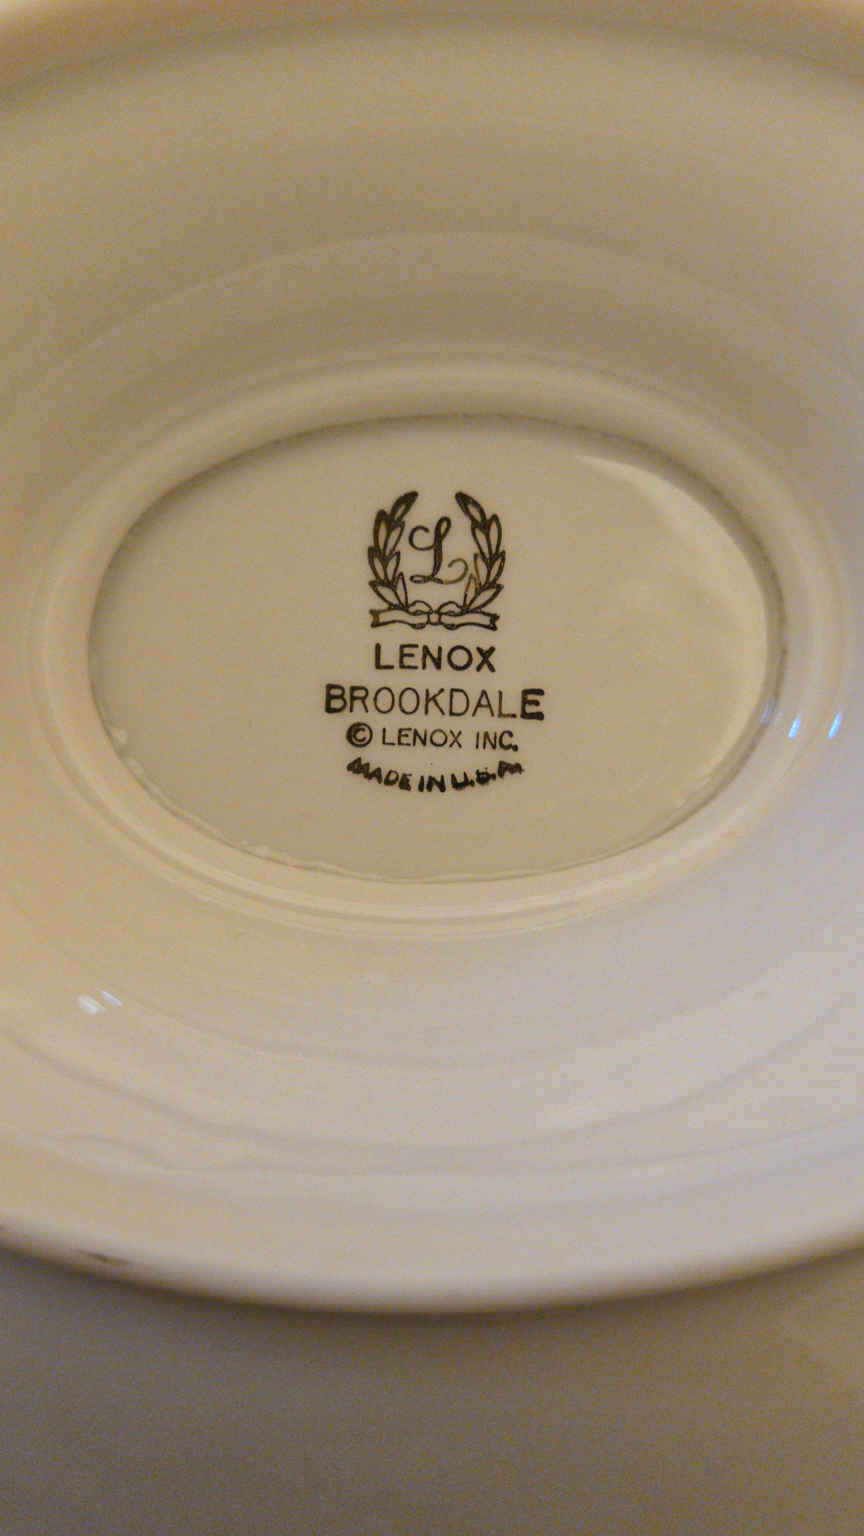 L
LENOX
BROOKDALE
© LENOX INC.
MADE IN U.S.A.